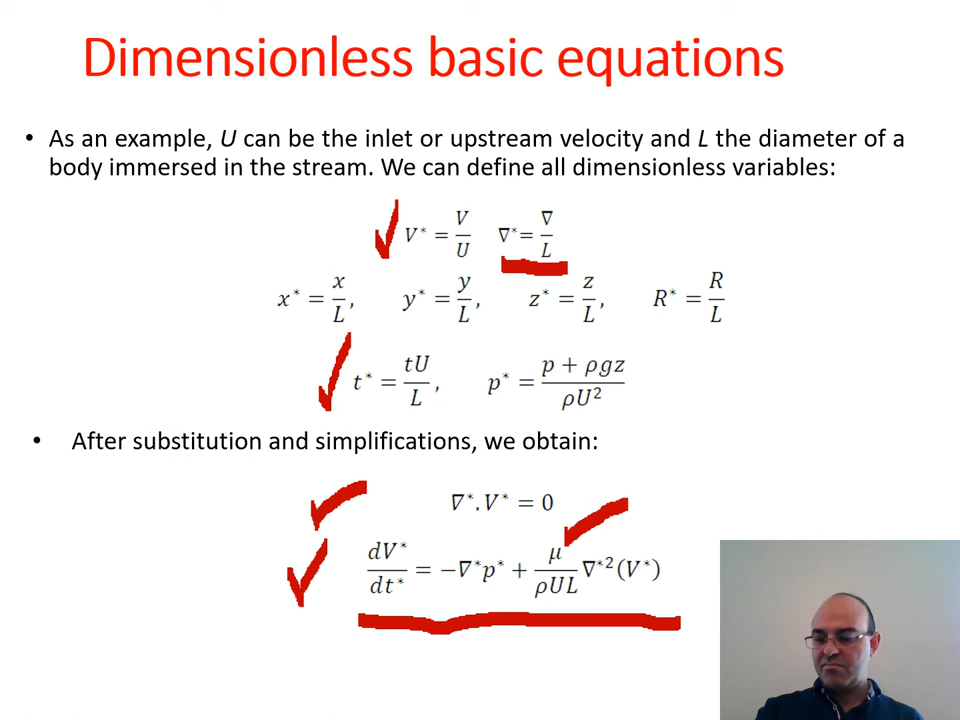 Dimensionless basic equations
• As an example, U can be the inlet or upstream velocity and L the diameter of a
body immersed in the stream. We can define all dimensionless variables:
V* = V/U   ∇* = ∇/L
x* = x/L,   y* = y/L,   z* = z/L,   R* = R/L
t* = tU/L,   p* = (p + ρgz)/(ρU²)
• After substitution and simplifications, we obtain:
∇*.V* = 0
dV*/dt* = −∇*p* + μ/(ρUL) ∇*²(V*)